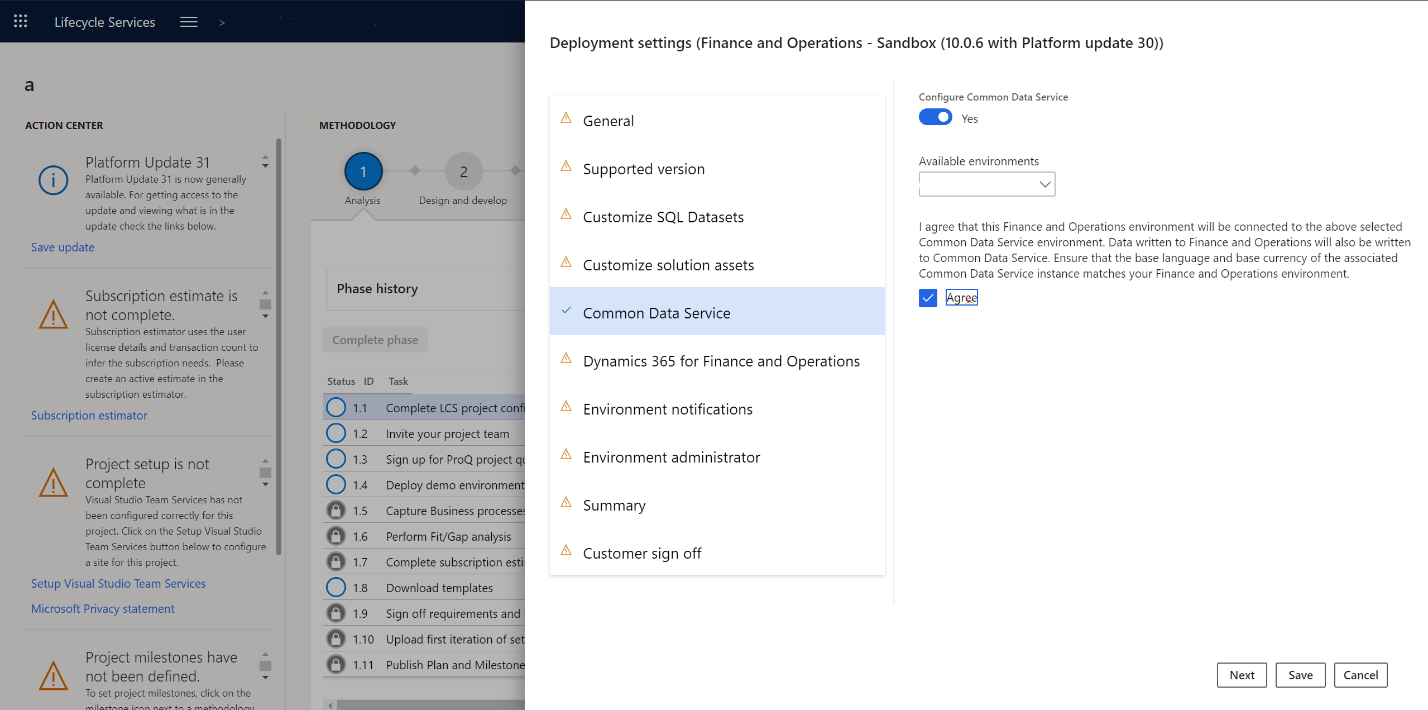 Lifecycle Services
>
a
ACTION CENTER
Platform Update 31
Platform Update 31 is now generally
available. For getting access to the
update and viewing what is in the
update check the links below.
Save update
Subscription estimate is
not complete.
Subscription estimator uses the user
license details and transaction count to
infer the subscription needs. Please
create an active estimate in the
subscription estimator.
Subscription estimator
Project setup is not
complete
Visual Studio Team Services has not
been configured correctly for this
project. Click on the Setup Visual Studio
Team Services button below to configure
a site for this project.
Setup Visual Studio Team Services
Microsoft Privacy statement
Project milestones have
not been defined.
To set project milestones, click on the
milestone icon next to a methodology
METHODOLOGY
1
2
Analysis
Design and develop
Phase history
Complete phase
Status ID Task
1.1 Complete LCS project confi
1.2 Invite your project team
1.3 Sign up for ProQ project qu
1.4 Deploy demo environment
1.5 Capture Business processes
1.6 Perform Fit/Gap analysis
1.7 Complete subscription esti
1.8 Download templates
1.9 Sign off requirements and
1.10 Upload first iteration of set
1.11 Publish Plan and Milestone
Deployment settings (Finance and Operations - Sandbox (10.0.6 with Platform update 30))
General
Supported version
Customize SQL Datasets
Customize solution assets
Common Data Service
Dynamics 365 for Finance and Operations
Environment notifications
Environment administrator
Summary
Customer sign off
Configure Common Data Service
Yes
Available environments
I agree that this Finance and Operations environment will be connected to the above selected
Common Data Service environment. Data written to Finance and Operations will also be written
to Common Data Service. Ensure that the base language and base currency of the associated
Common Data Service instance matches your Finance and Operations environment.
Agree
Next
Save
Cancel